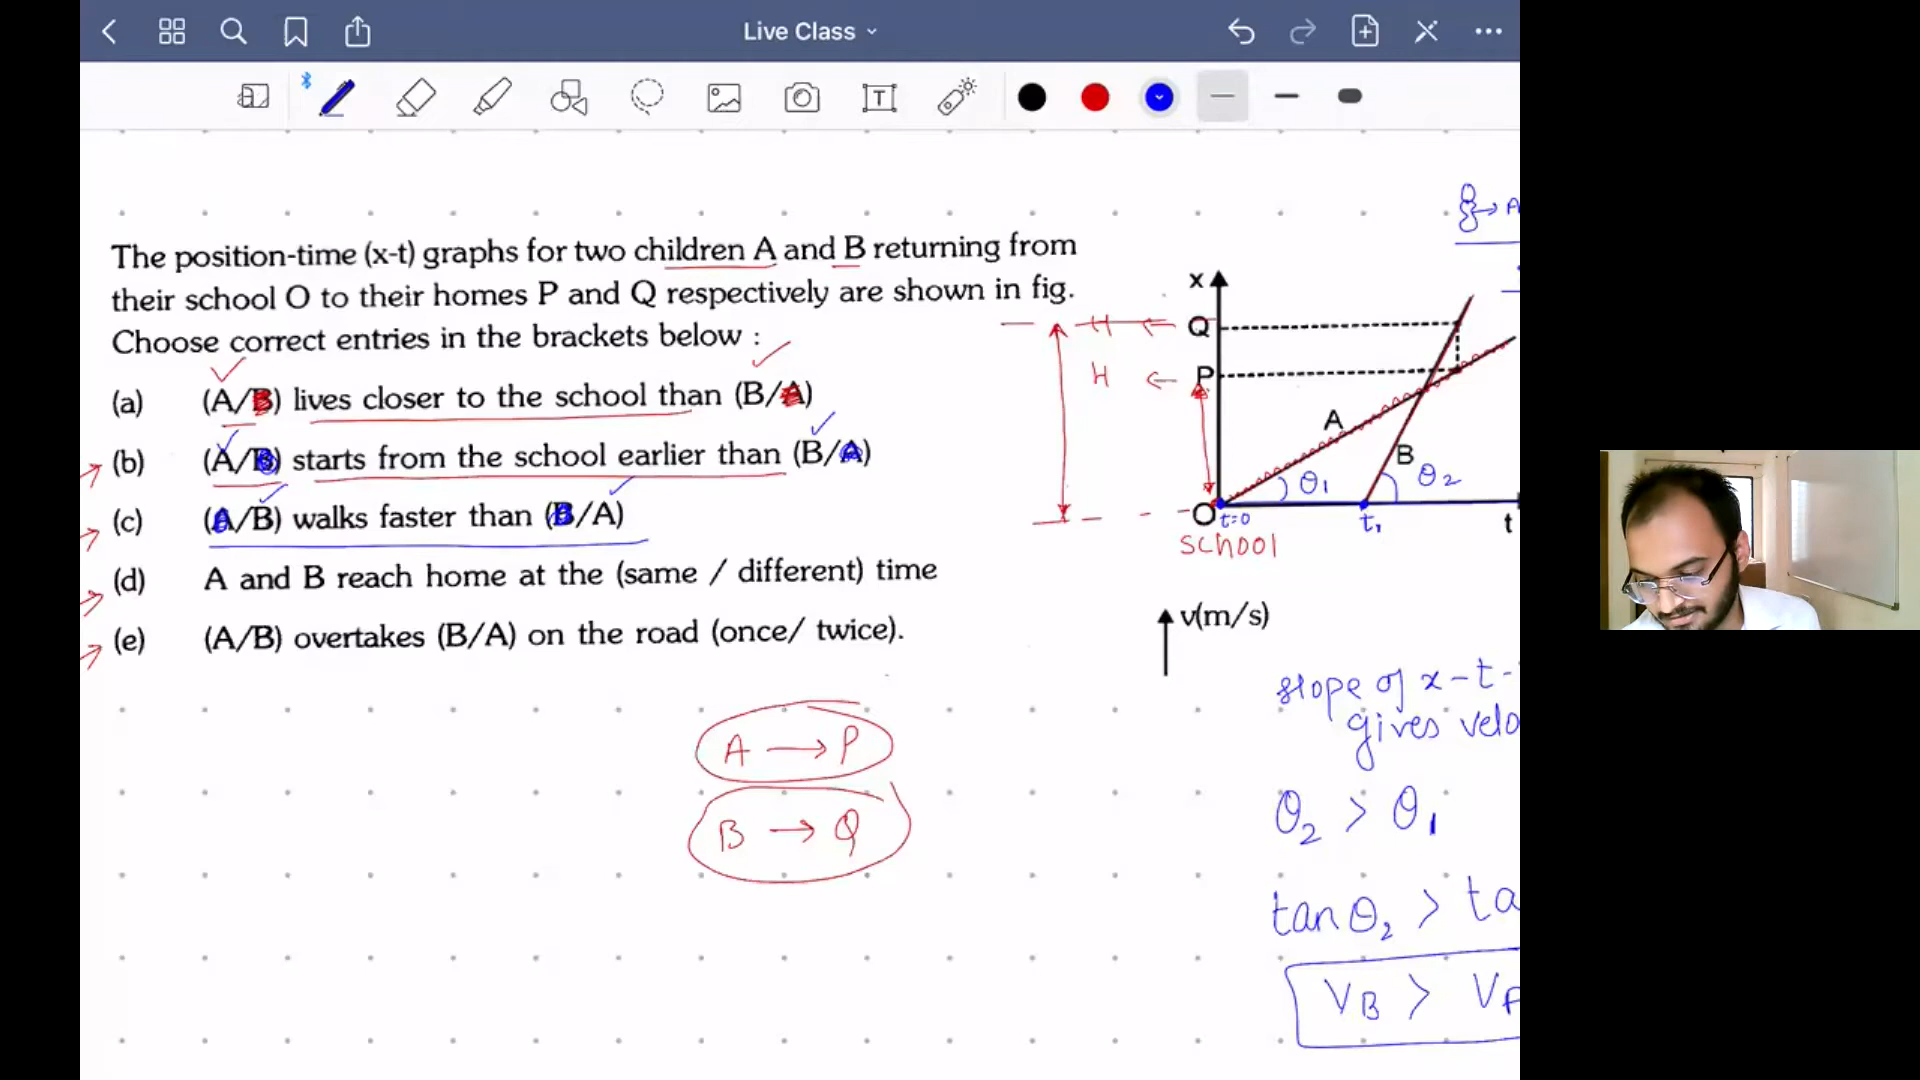 Live Class
The position-time (x-t) graphs for two children A and B returning from
their school O to their homes P and Q respectively are shown in fig.
Choose correct entries in the brackets below :
(a) (A/B) lives closer to the school than (B/A)
(b) (A/B) starts from the school earlier than (B/A)
(c) (A/B) walks faster than (B/A)
(d) A and B reach home at the (same / different) time
(e) (A/B) overtakes (B/A) on the road (once/ twice).
A → P
B → Q
→ A
x
H ← Q
H ← P
A
B
θ1 θ2
O t=0 t1 t
SCHOOL
v(m/s)
slope of x-t-
gives velo
θ2 > θ1
tanθ2 > ta
VB > VA
T